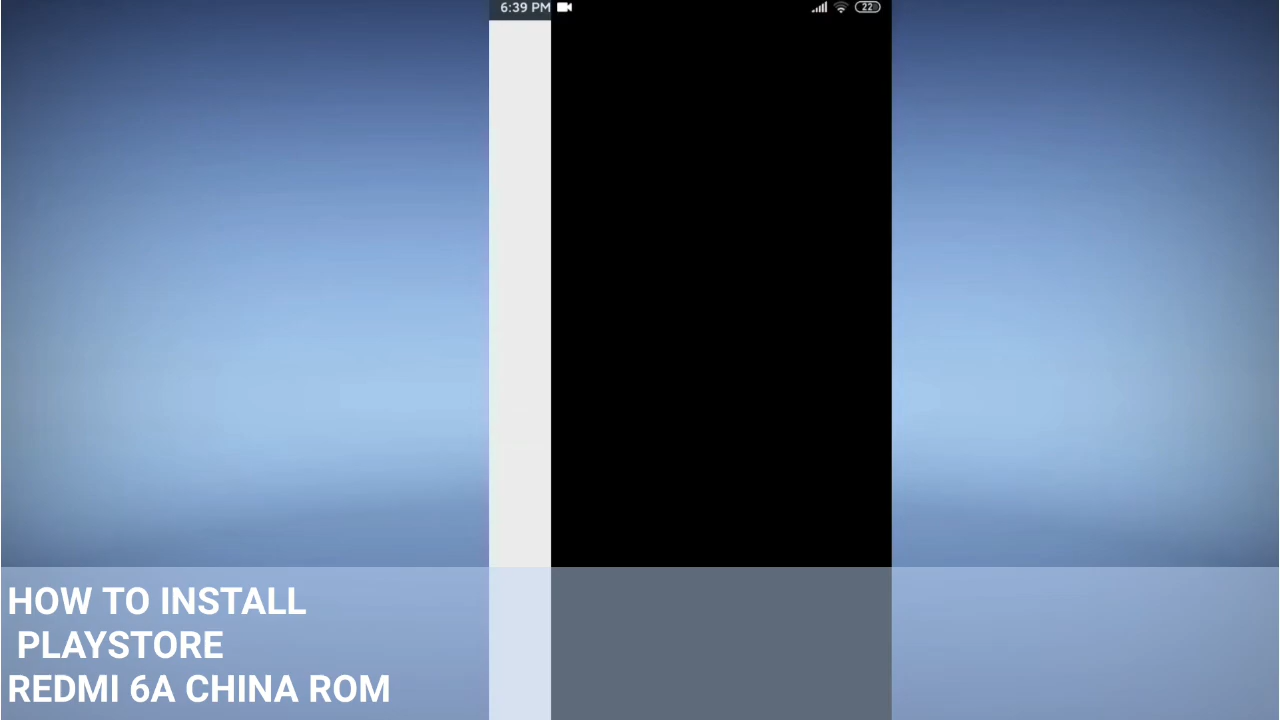 6:39 PM
22
HOW TO INSTALL
PLAYSTORE
REDMI 6A CHINA ROM